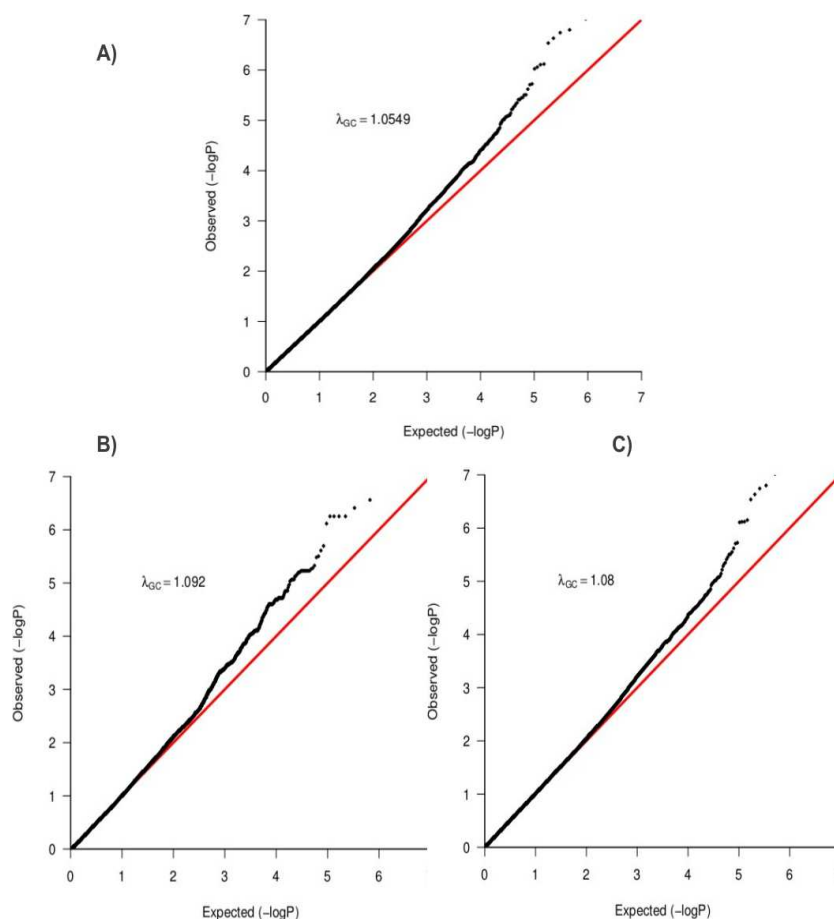 A)
7
6
5
4
3
2
1
0
Observed (−logP)
λGC = 1.0549
0 1 2 3 4 5 6 7
Expected (−logP)
B)
7
6
5
4
3
2
1
0
Observed (−logP)
λGC = 1.092
0 1 2 3 4 5 6
Expected (−logP)
C)
7
6
5
4
3
2
1
0
Observed (−logP)
λGC = 1.08
0 1 2 3 4 5 6
Expected (−logP)